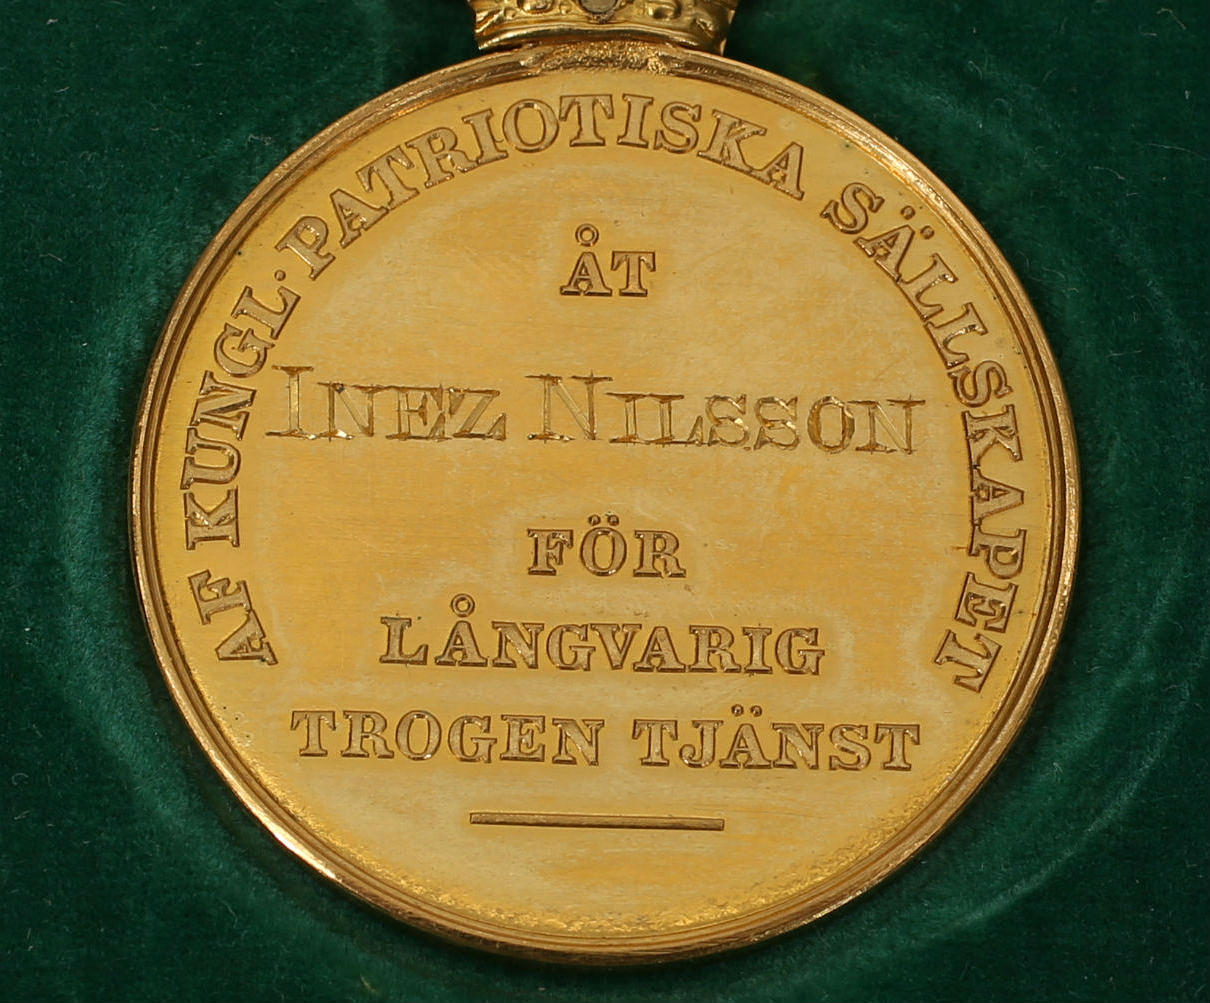 AF KUNGL. PATRIOTISKA SÄLLSKAPET
ÅT
INEZ NILSSON
FÖR
LÅNGVARIG
TROGEN TJÄNST